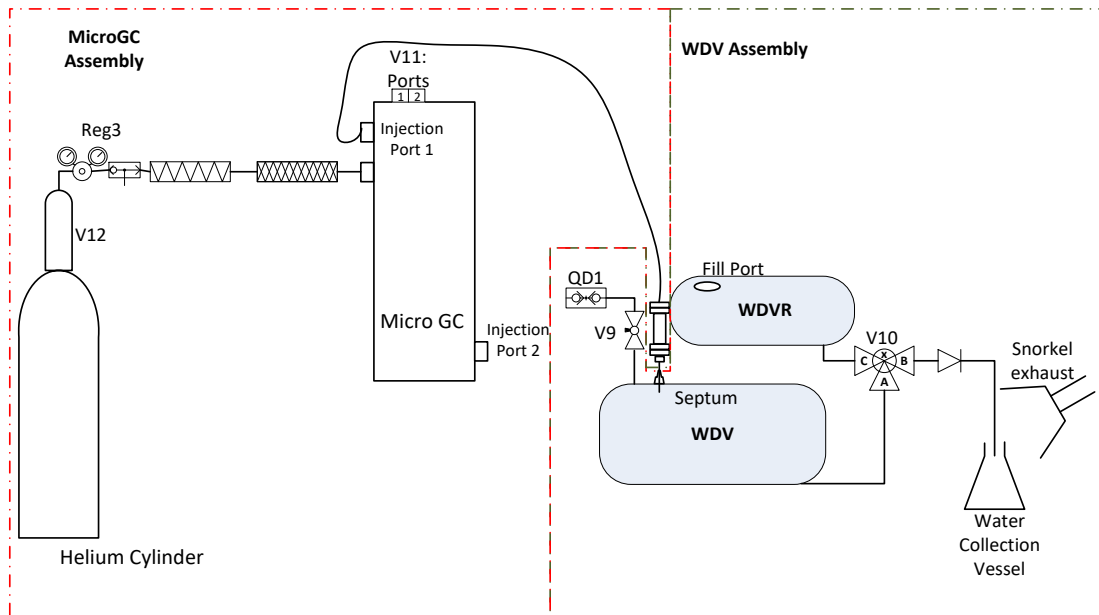 MicroGC
Assembly
V11:
Ports
1 2
WDV Assembly
Reg3
Injection
Port 1
V12
Micro GC
Injection
Port 2
QD1
V9
Fill Port
WDVR
V10
C X B
A
Snorkel
exhaust
Septum
WDV
Water
Collection
Vessel
Helium Cylinder